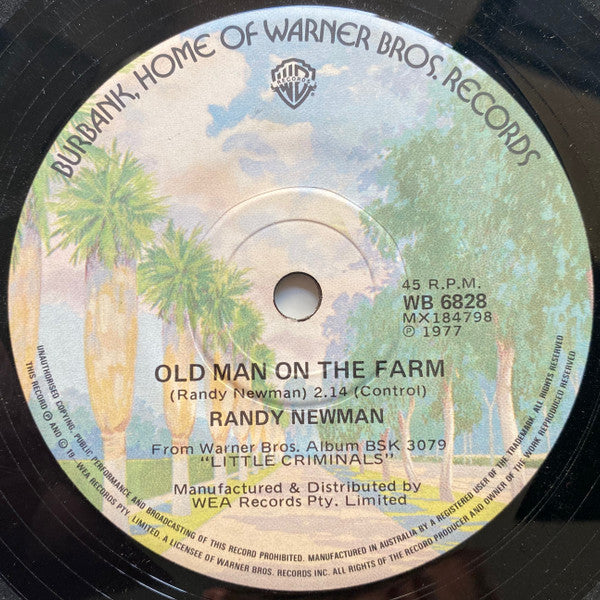 BURBANK, HOME OF WARNER BROS. RECORDS
RECORDS
45 R.P.M.
WB 6828
MX184798
℗ 1977
OLD MAN ON THE FARM
(Randy Newman) 2.14 (Control)
RANDY NEWMAN
From Warner Bros. Album BSK 3079
"LITTLE CRIMINALS"
Manufactured & Distributed by
WEA Records Pty. Limited
UNAUTHORISED COPYING, PUBLIC PERFORMANCE AND BROADCASTING OF THIS RECORD PROHIBITED. MANUFACTURED IN AUSTRALIA BY A REGISTERED USER OF THE TRADEMARK. ALL RIGHTS RESERVED.
THIS RECORD ℗ AND © 19 - WEA RECORDS PTY. LIMITED. A LICENSEE OF WARNER BROS. RECORDS INC. ALL RIGHTS OF THE RECORD PRODUCER AND OWNER OF THE WORK REPRODUCED RESERVED.